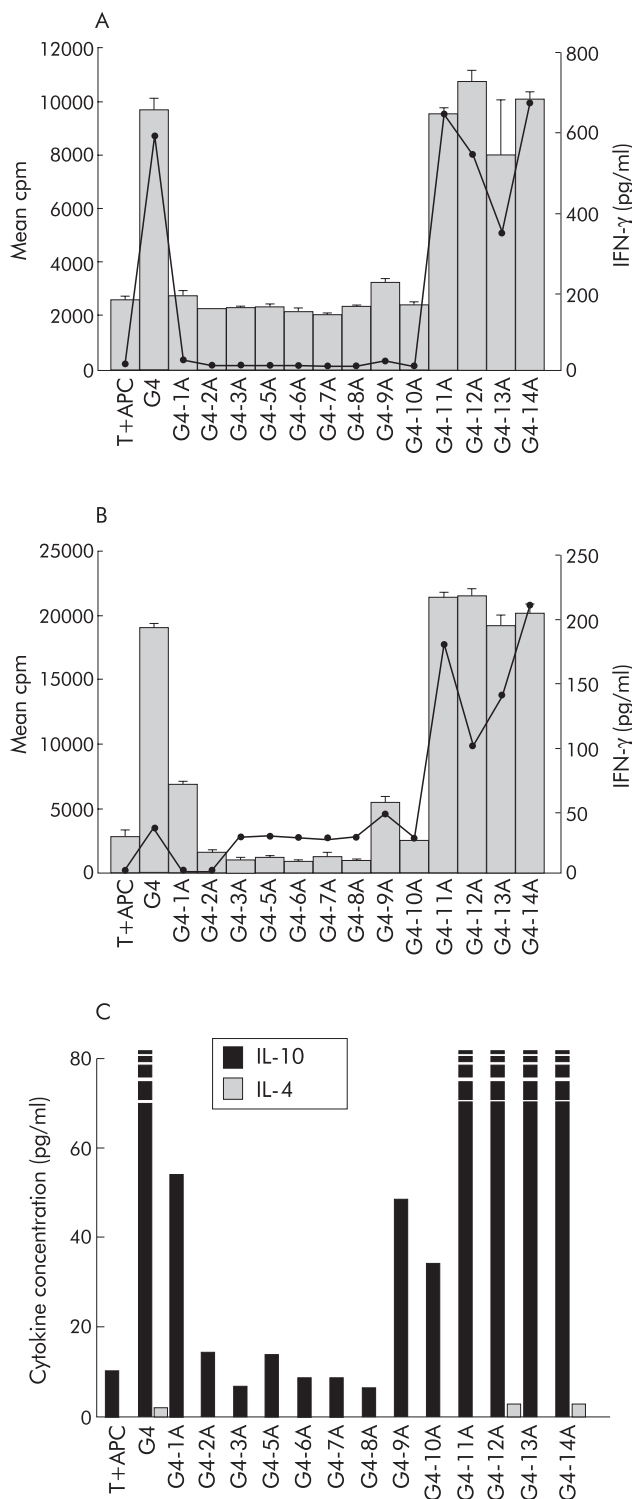 A
12000
10000
8000
6000
4000
2000
0
Mean cpm
800
600
400
200
0
IFN-γ (pg/ml)
T+APC
G4
G4-1A
G4-2A
G4-3A
G4-5A
G4-6A
G4-7A
G4-8A
G4-9A
G4-10A
G4-11A
G4-12A
G4-13A
G4-14A
B
25000
20000
15000
10000
5000
0
Mean cpm
250
200
150
100
50
0
IFN-γ (pg/ml)
T+APC
G4
G4-1A
G4-2A
G4-3A
G4-5A
G4-6A
G4-7A
G4-8A
G4-9A
G4-10A
G4-11A
G4-12A
G4-13A
G4-14A
C
IL-10
IL-4
80
60
40
20
0
Cytokine concentration (pg/ml)
T+APC
G4
G4-1A
G4-2A
G4-3A
G4-5A
G4-6A
G4-7A
G4-8A
G4-9A
G4-10A
G4-11A
G4-12A
G4-13A
G4-14A